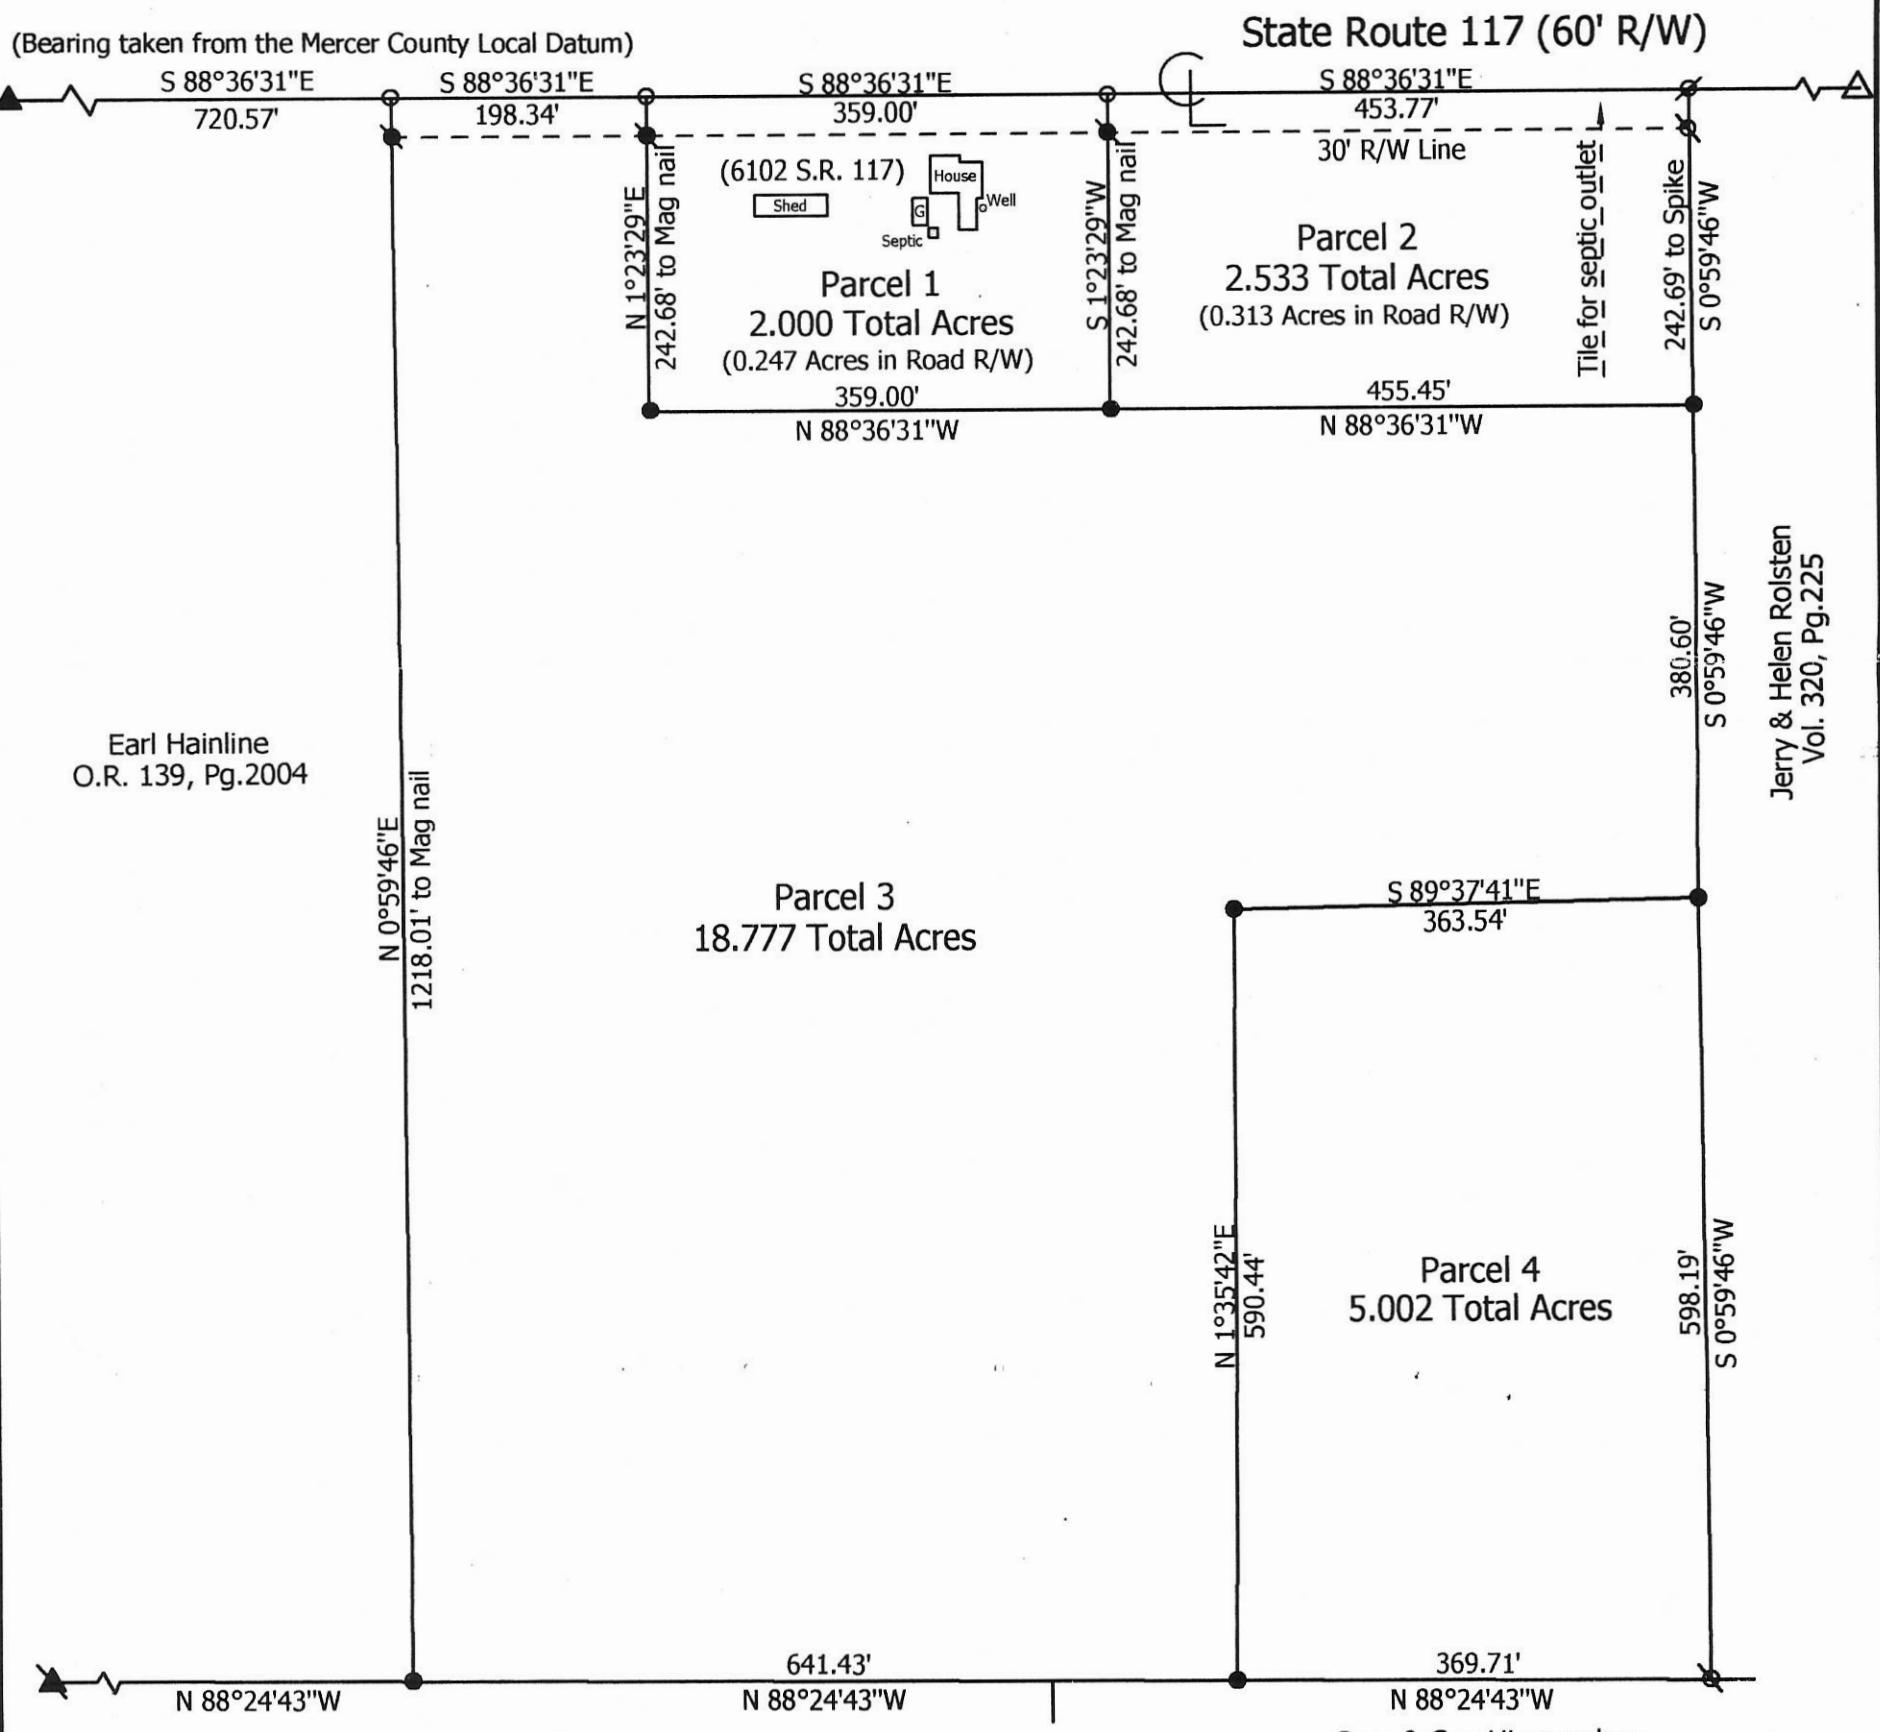 State Route 117 (60' R/W)
(Bearing taken from the Mercer County Local Datum)
S 88°36'31"E
720.57'
S 88°36'31"E
198.34'
S 88°36'31"E
359.00'
S 88°36'31"E
453.77'
30' R/W Line
N 1°23'29"E
242.68' to Mag nail
(6102 S.R. 117)
House
Shed
G
Well
Septic
Parcel 1
2.000 Total Acres
(0.247 Acres in Road R/W)
359.00'
N 88°36'31"W
S 1°23'29"W
242.68' to Mag nail
Parcel 2
2.533 Total Acres
(0.313 Acres in Road R/W)
455.45'
N 88°36'31"W
Tile for septic outlet
242.69' to Spike
S 0°59'46"W
380.60'
S 0°59'46"W
Jerry & Helen Rolsten
Vol. 320, Pg.225
Earl Hainline
O.R. 139, Pg.2004
N 0°59'46"E
1218.01' to Mag nail
Parcel 3
18.777 Total Acres
S 89°37'41"E
363.54'
N 1°35'42"E
590.44'
Parcel 4
5.002 Total Acres
598.19'
S 0°59'46"W
N 88°24'43"W
641.43'
N 88°24'43"W
369.71'
N 88°24'43"W